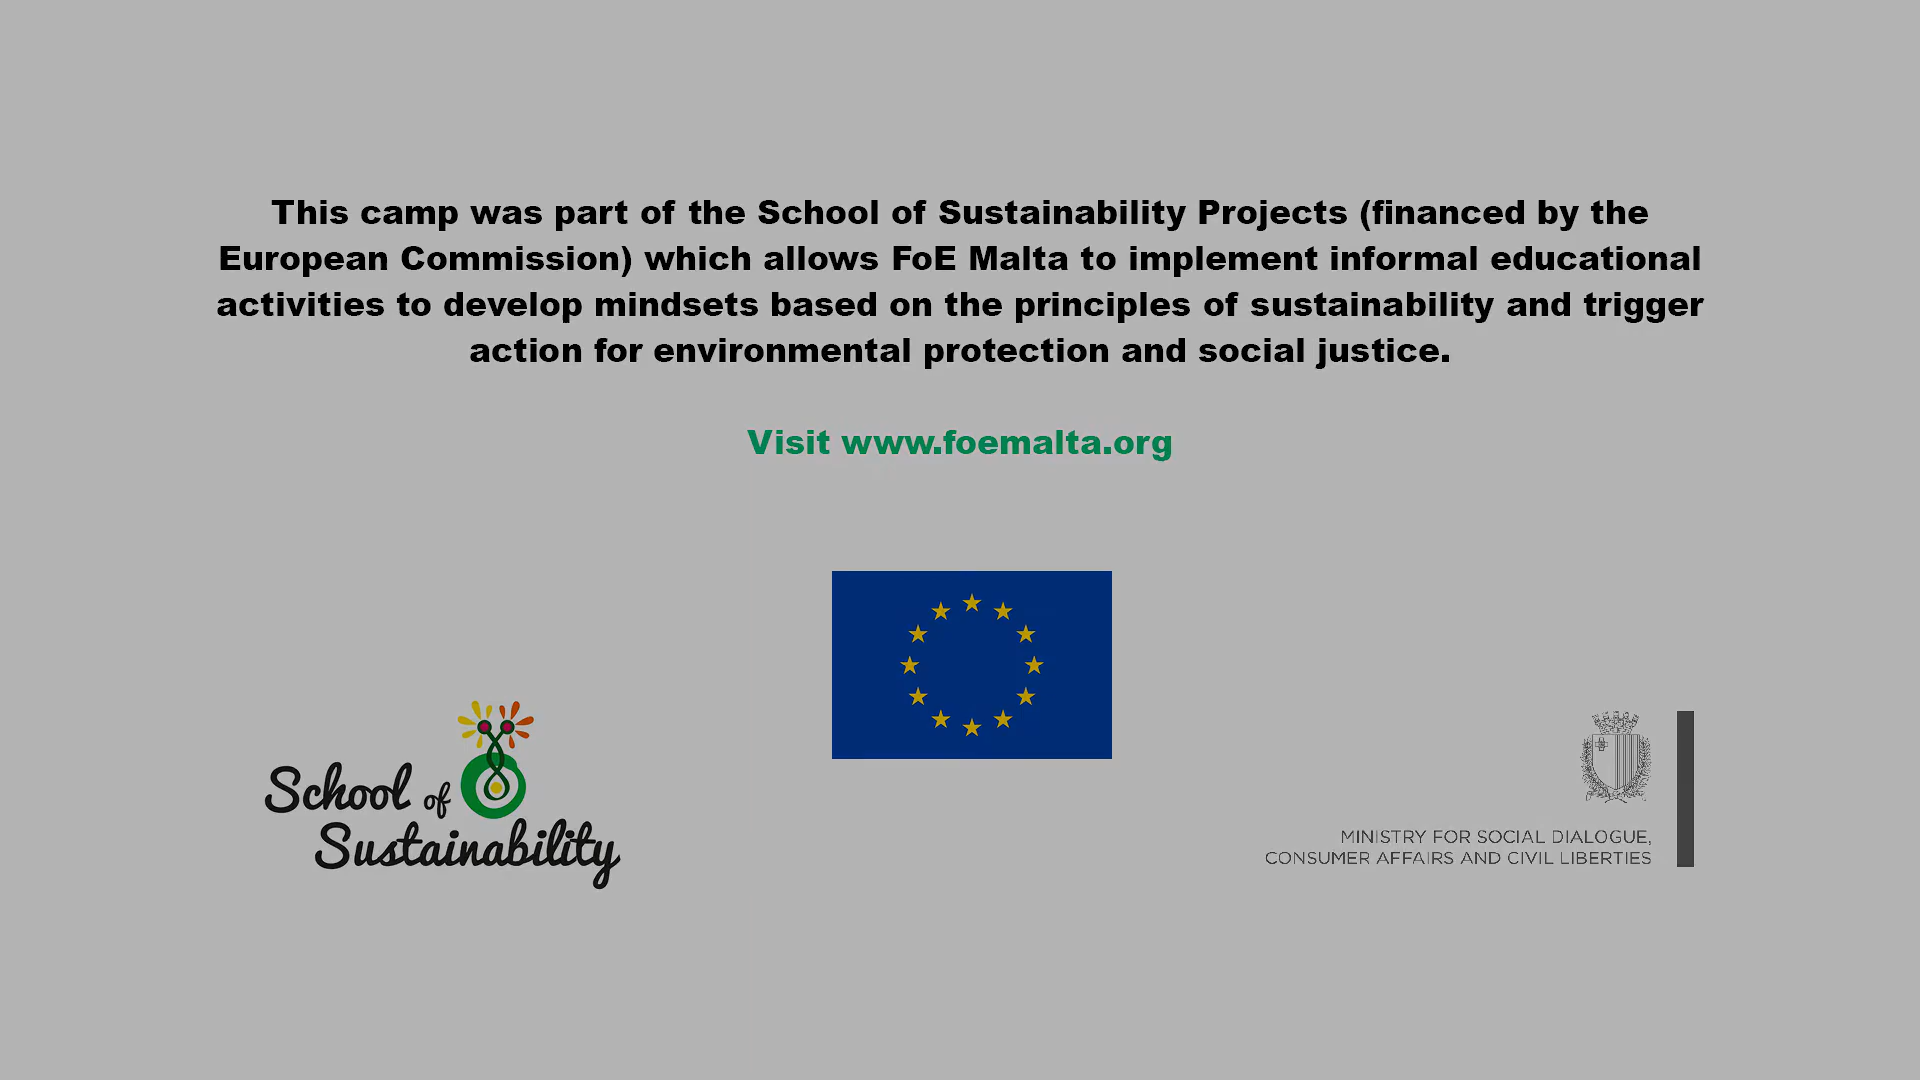 This camp was part of the School of Sustainability Projects (financed by the
European Commission) which allows FoE Malta to implement informal educational
activities to develop mindsets based on the principles of sustainability and trigger
action for environmental protection and social justice.
Visit www.foemalta.org
School of
Sustainability
MINISTRY FOR SOCIAL DIALOGUE,
CONSUMER AFFAIRS AND CIVIL LIBERTIES